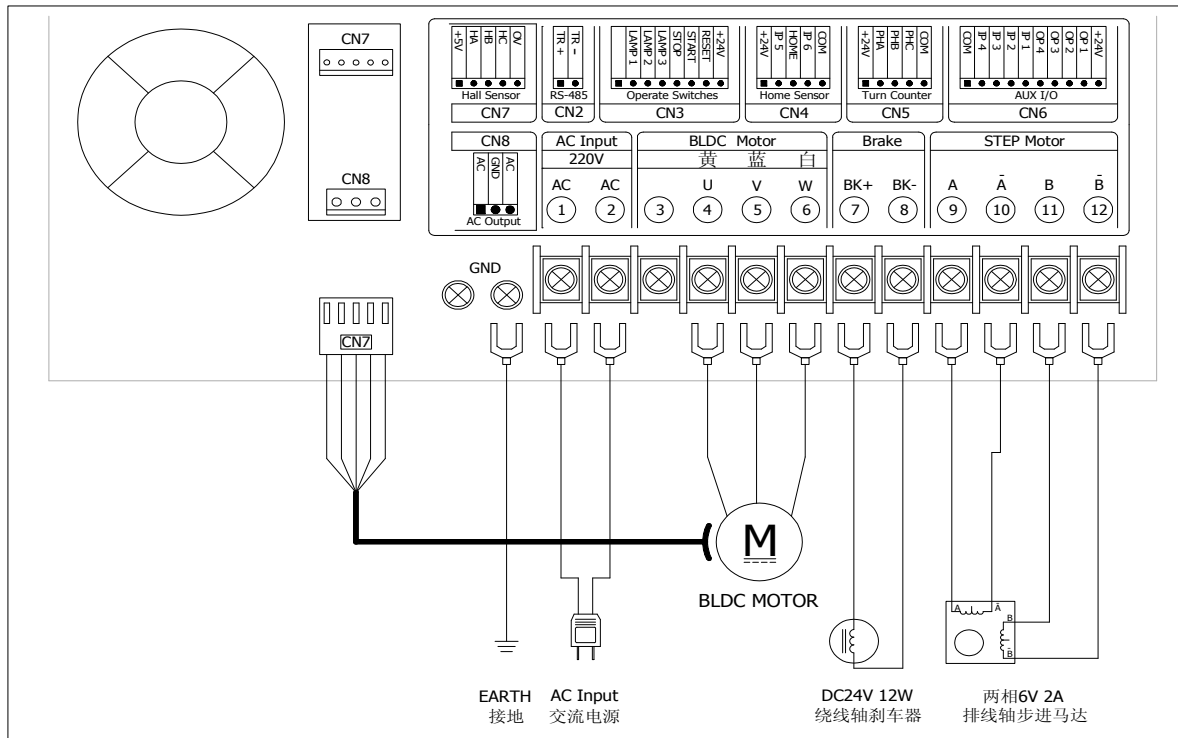 CN7
CN8
+5V HA HB HC OV
Hall Sensor
CN7
TR+ TR-
RS-485
CN2
LAMP 1 LAMP 2 LAMP 3 STOP START RESET +24V
Operate Switches
CN3
+24V IP 5 HOME IP 6 COM
Home Sensor
CN4
+24V PHA PHB PHC COM
Turn Counter
CN5
COM IP 4 IP 3 IP 2 IP 1 OP 4 OP 3 OP 2 OP 1 +24V
AUX I/O
CN6
CN8
AC GND AC
AC Output
AC Input
220V
AC AC
1 2
BLDC Motor
黄 蓝 白
U V W
3 4 5 6
Brake
BK+ BK-
7 8
STEP Motor
A Ā B B̄
9 10 11 12
GND
CN7
M
BLDC MOTOR
A Ā
B
B̄
EARTH
接地
AC Input
交流电源
DC24V 12W
绕线轴刹车器
两相6V 2A
排线轴步进马达